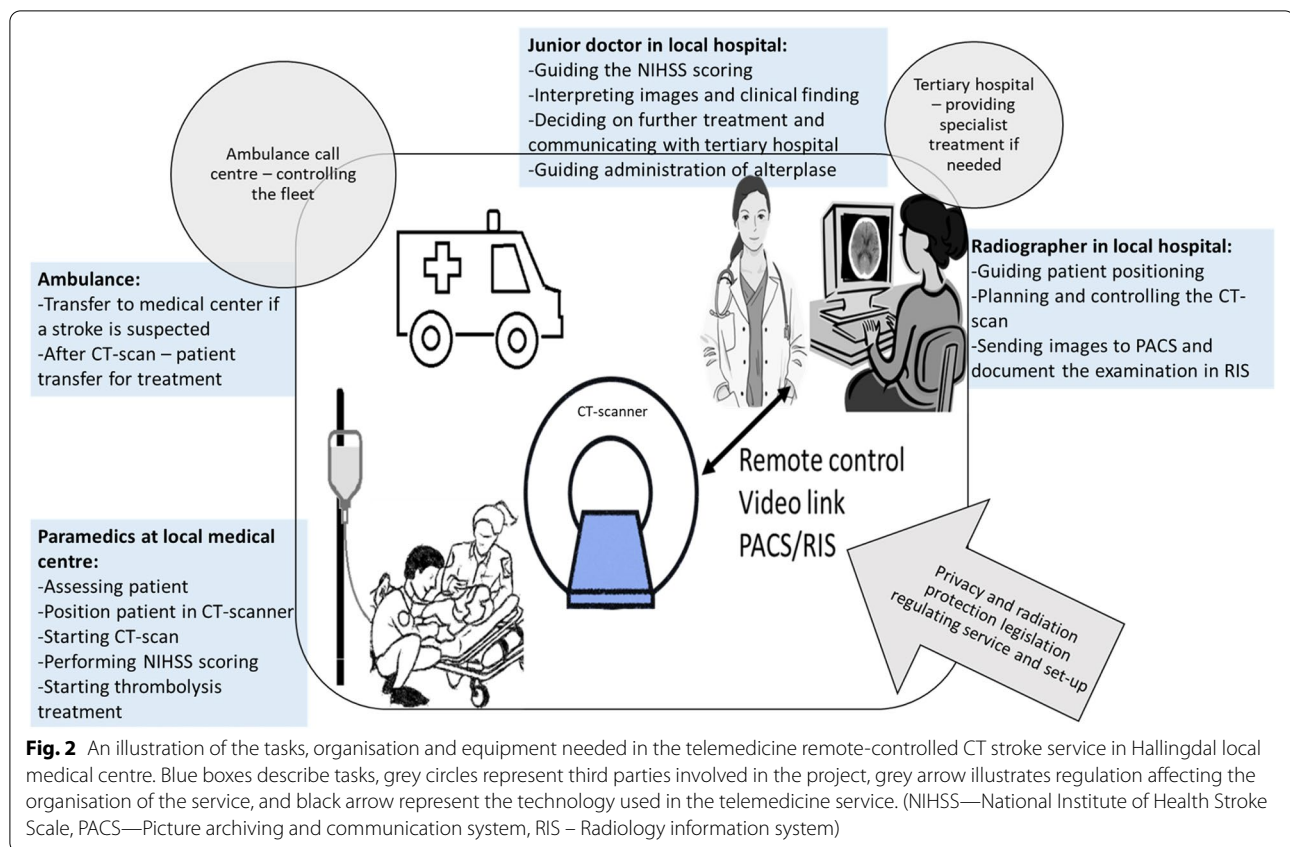 Junior doctor in local hospital:
-Guiding the NIHSS scoring
-Interpreting images and clinical finding
-Deciding on further treatment and
communicating with tertiary hospital
-Guiding administration of alterplase
Tertiary hospital
– providing
specialist
treatment if
needed
Ambulance call
centre – controlling
the fleet
Ambulance:
-Transfer to medical center if
a stroke is suspected
-After CT-scan – patient
transfer for treatment
Radiographer in local hospital:
-Guiding patient positioning
-Planning and controlling the CT-
scan
-Sending images to PACS and
document the examination in RIS
CT-scanner
Remote control
Video link
PACS/RIS
Paramedics at local medical
centre:
-Assessing patient
-Position patient in CT-scanner
-Starting CT-scan
-Performing NIHSS scoring
-Starting thrombolysis
treatment
Privacy and radiation
protection legislation
regulating service and set-up
Fig. 2 An illustration of the tasks, organisation and equipment needed in the telemedicine remote-controlled CT stroke service in Hallingdal local
medical centre. Blue boxes describe tasks, grey circles represent third parties involved in the project, grey arrow illustrates regulation affecting the
organisation of the service, and black arrow represent the technology used in the telemedicine service. (NIHSS—National Institute of Health Stroke
Scale, PACS—Picture archiving and communication system, RIS – Radiology information system)